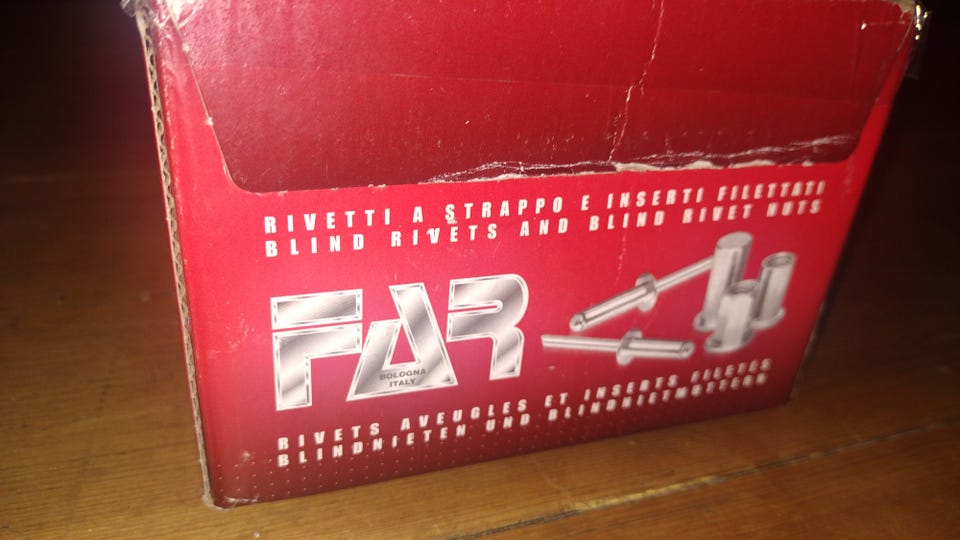 RIVETTI A STRAPPO E INSERTI FILETTATI
BLIND RIVETS AND BLIND RIVET NUTS
FAR
BOLOGNA
ITALY
RIVETS AVEUGLES ET INSERTS FILETES
BLINDNIETEN UND BLINDNIETMUTTERN